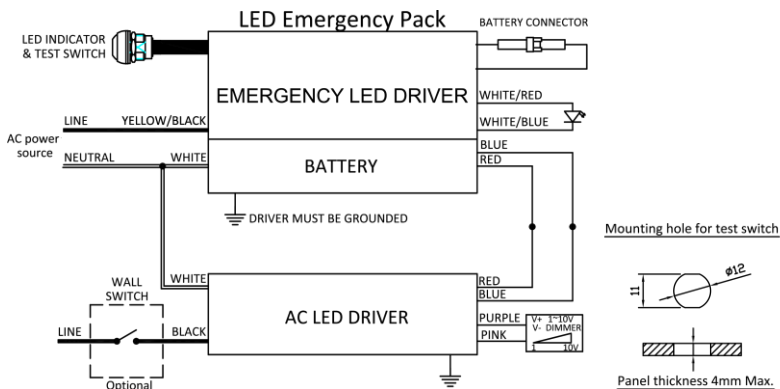 LED Emergency Pack
LED INDICATOR
& TEST SWITCH
BATTERY CONNECTOR
EMERGENCY LED DRIVER
WHITE/RED
WHITE/BLUE
LINE
YELLOW/BLACK
AC power
source
NEUTRAL
WHITE
BATTERY
BLUE
RED
DRIVER MUST BE GROUNDED
Mounting hole for test switch
WHITE
WALL
SWITCH
RED
BLUE
AC LED DRIVER
LINE
BLACK
PURPLE
PINK
V+ 1~10V
V- DIMMER
1 10V
Optional
11
ø12
Panel thickness 4mm Max.